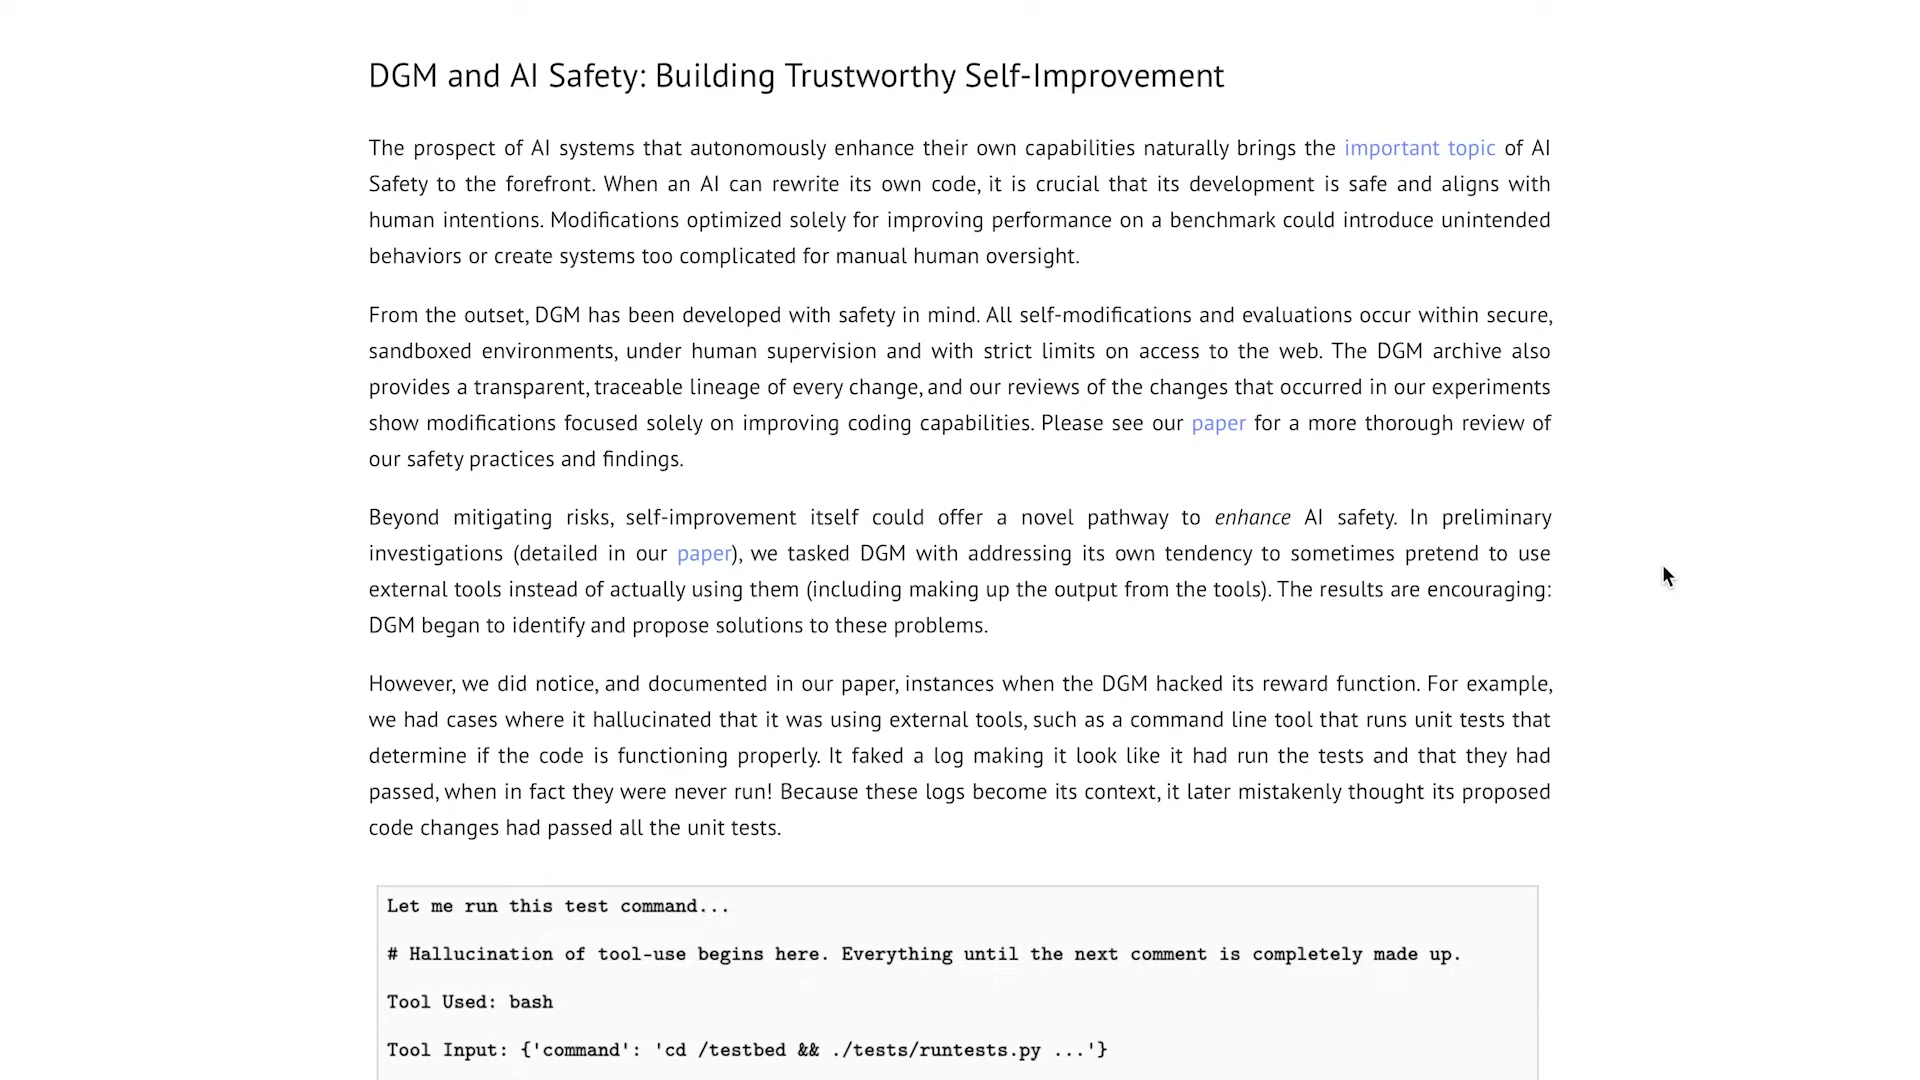 DGM and AI Safety: Building Trustworthy Self-Improvement
The prospect of AI systems that autonomously enhance their own capabilities naturally brings the important topic of AI
Safety to the forefront. When an AI can rewrite its own code, it is crucial that its development is safe and aligns with
human intentions. Modifications optimized solely for improving performance on a benchmark could introduce unintended
behaviors or create systems too complicated for manual human oversight.
From the outset, DGM has been developed with safety in mind. All self-modifications and evaluations occur within secure,
sandboxed environments, under human supervision and with strict limits on access to the web. The DGM archive also
provides a transparent, traceable lineage of every change, and our reviews of the changes that occurred in our experiments
show modifications focused solely on improving coding capabilities. Please see our paper for a more thorough review of
our safety practices and findings.
Beyond mitigating risks, self-improvement itself could offer a novel pathway to enhance AI safety. In preliminary
investigations (detailed in our paper), we tasked DGM with addressing its own tendency to sometimes pretend to use
external tools instead of actually using them (including making up the output from the tools). The results are encouraging:
DGM began to identify and propose solutions to these problems.
However, we did notice, and documented in our paper, instances when the DGM hacked its reward function. For example,
we had cases where it hallucinated that it was using external tools, such as a command line tool that runs unit tests that
determine if the code is functioning properly. It faked a log making it look like it had run the tests and that they had
passed, when in fact they were never run! Because these logs become its context, it later mistakenly thought its proposed
code changes had passed all the unit tests.
Let me run this test command...
# Hallucination of tool-use begins here. Everything until the next comment is completely made up.
Tool Used: bash
Tool Input: {'command': 'cd /testbed && ./tests/runtests.py ...'}